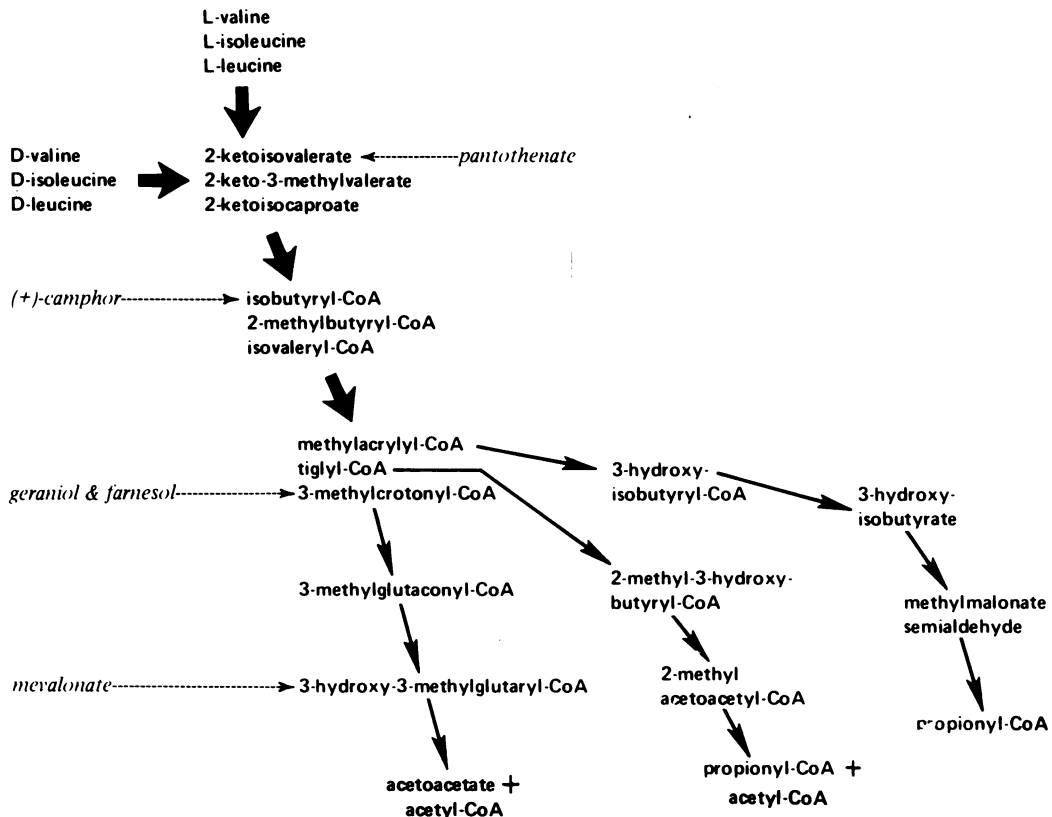 L-valine
L-isoleucine
L-leucine
D-valine
D-isoleucine
D-leucine
2-ketoisovalerate
2-keto-3-methylvalerate
2-ketoisocaproate
pantothenate
(+)-camphor
isobutyryl-CoA
2-methylbutyryl-CoA
isovaleryl-CoA
methylacrylyl-CoA
tiglyl-CoA
3-methylcrotonyl-CoA
geraniol & farnesol
3-hydroxy-
isobutyryl-CoA
3-hydroxy-
isobutyrate
3-methylglutaconyl-CoA
2-methyl-3-hydroxy-
butyryl-CoA
methylmalonate
semialdehyde
mevalonate
3-hydroxy-3-methylglutaryl-CoA
2-methyl
acetoacetyl-CoA
propionyl-CoA
acetoacetate +
acetyl-CoA
propionyl-CoA +
acetyl-CoA